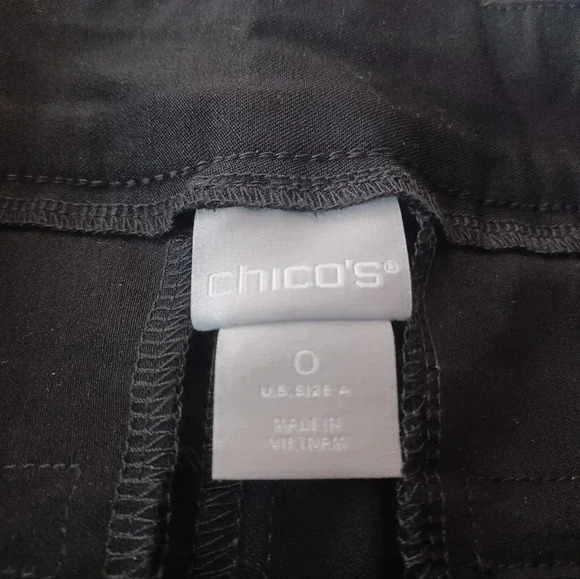 chico's®
0
U.S. SIZE 4
MADE IN
VIETNAM